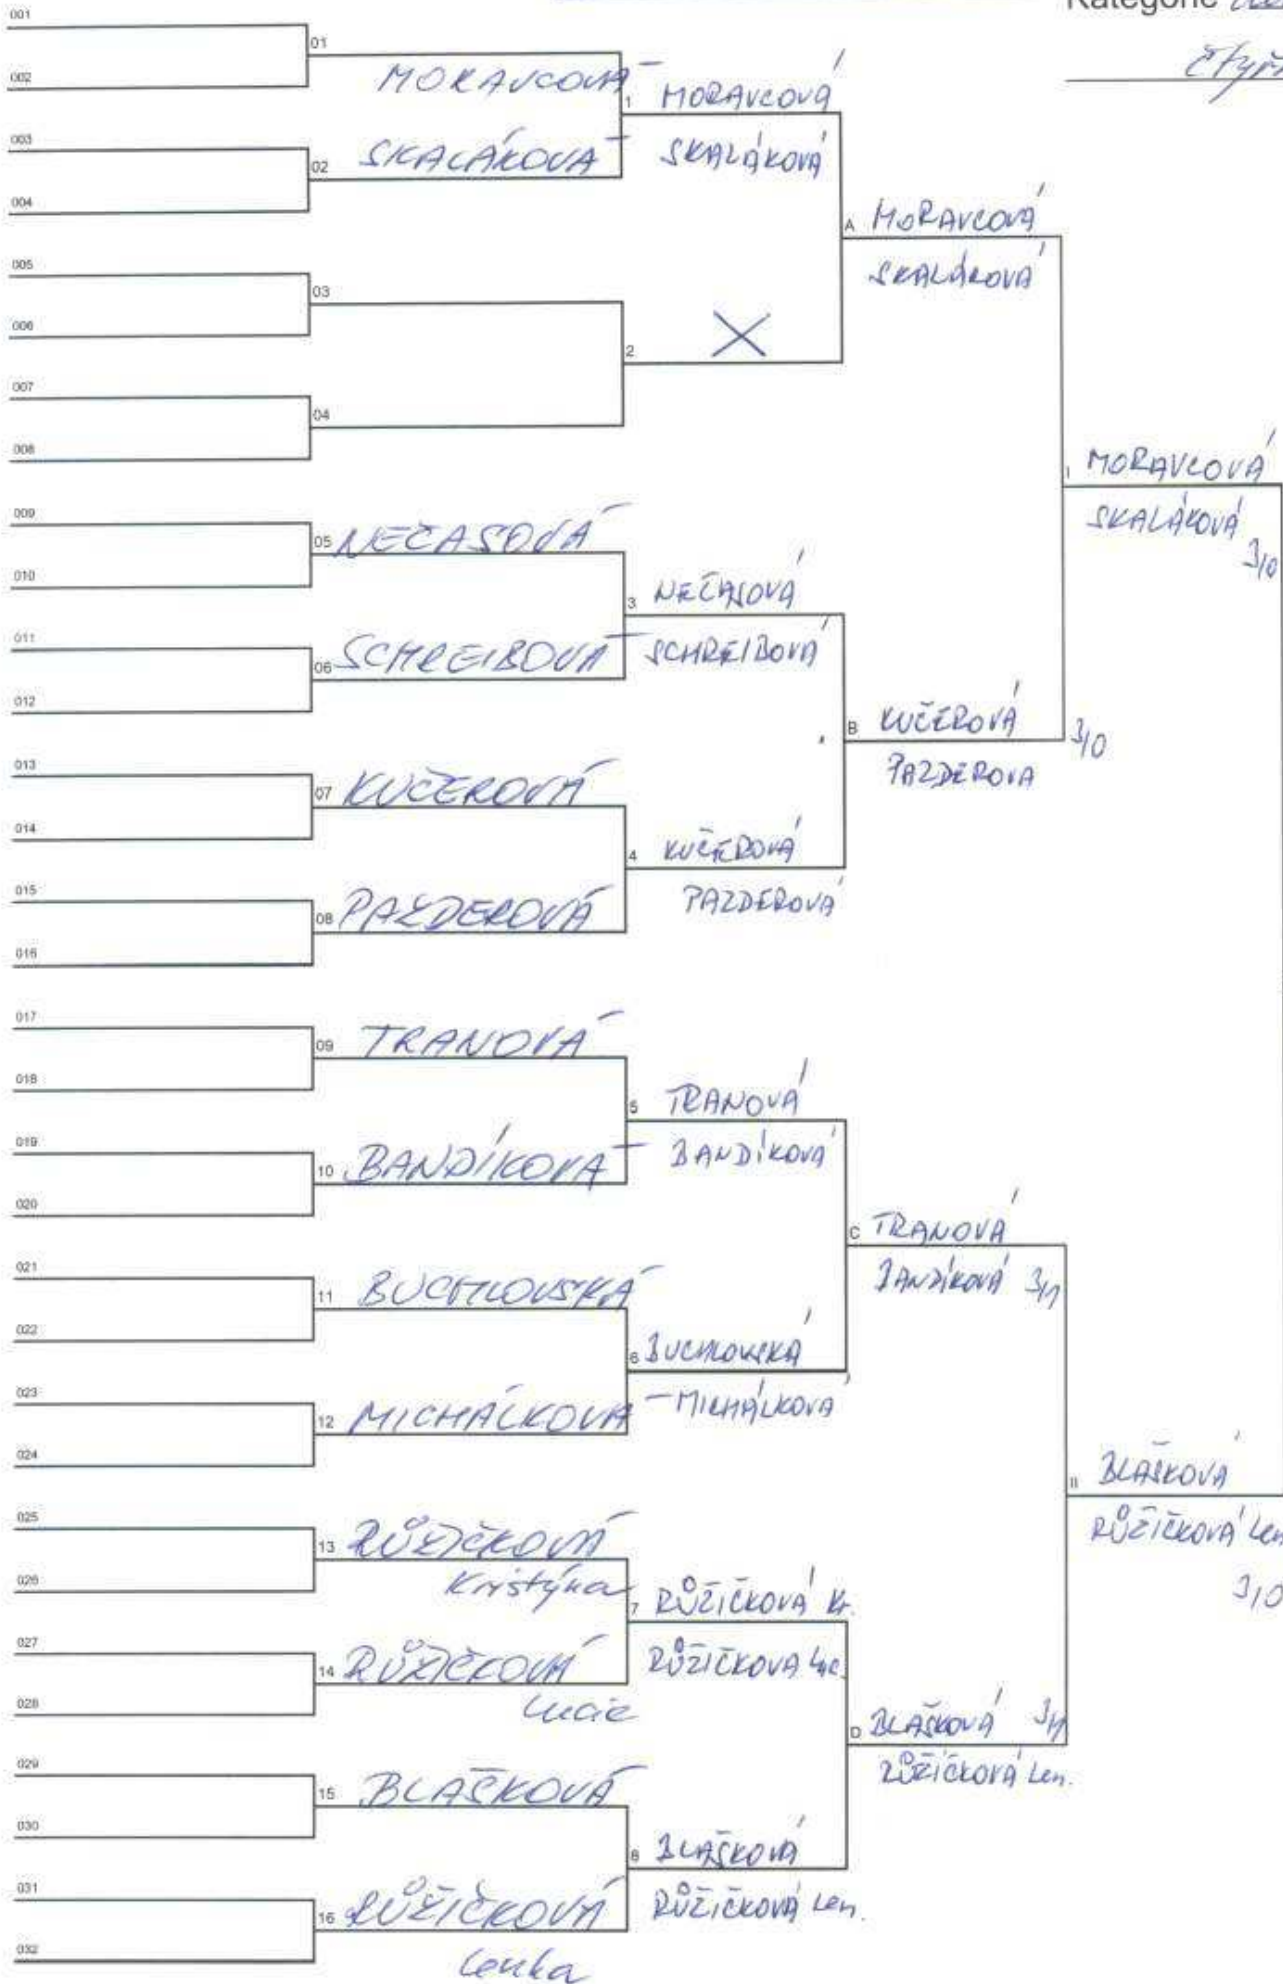 Kategorie
001
01
002
MORAVCOVÁ
1 MORAVCOVÁ
003
02 SKALÁKOVÁ
SKALÁKOVÁ
004
A MORAVCOVÁ
SKALÁKOVÁ
005
03
006
2
X
007
04
008
I MORAVCOVÁ
SKALÁKOVÁ
3/0
009
05 NEČASOVÁ
010
3 NEČASOVÁ
011
06 SCHREIBOVÁ
SCHREIBOVÁ
012
B KUČEROVÁ
3/0
PAZDEROVA
013
07 KUČEROVÁ
014
4 KUČEROVÁ
PAZDEROVÁ
015
08 PAZDEROVÁ
016
017
09 TRANOVÁ
018
5 TRANOVÁ
019
10 BANDÍKOVÁ
BANDÍKOVÁ
020
C TRANOVÁ
BANDÍKOVÁ 3/1
021
11 BUCHLOVSKÁ
022
6 BUCHLOVSKÁ
023
12 MICHÁLKOVÁ
MICHÁLKOVÁ
024
II BLAŠKOVÁ
RŮŽIČKOVÁ Len
3/0
025
13 RŮŽIČKOVÁ
Kristýna
026
7 RŮŽIČKOVÁ Kr.
027
14 RŮŽIČKOVÁ
RŮŽIČKOVA Luc.
Lucie
028
D BLAŠKOVÁ 3/1
RŮŽIČKOVÁ Len.
029
15 BLAŠKOVÁ
030
8 BLAŠKOVÁ
RŮŽIČKOVÁ Len.
031
16 RŮŽIČKOVÁ
Lenka
032